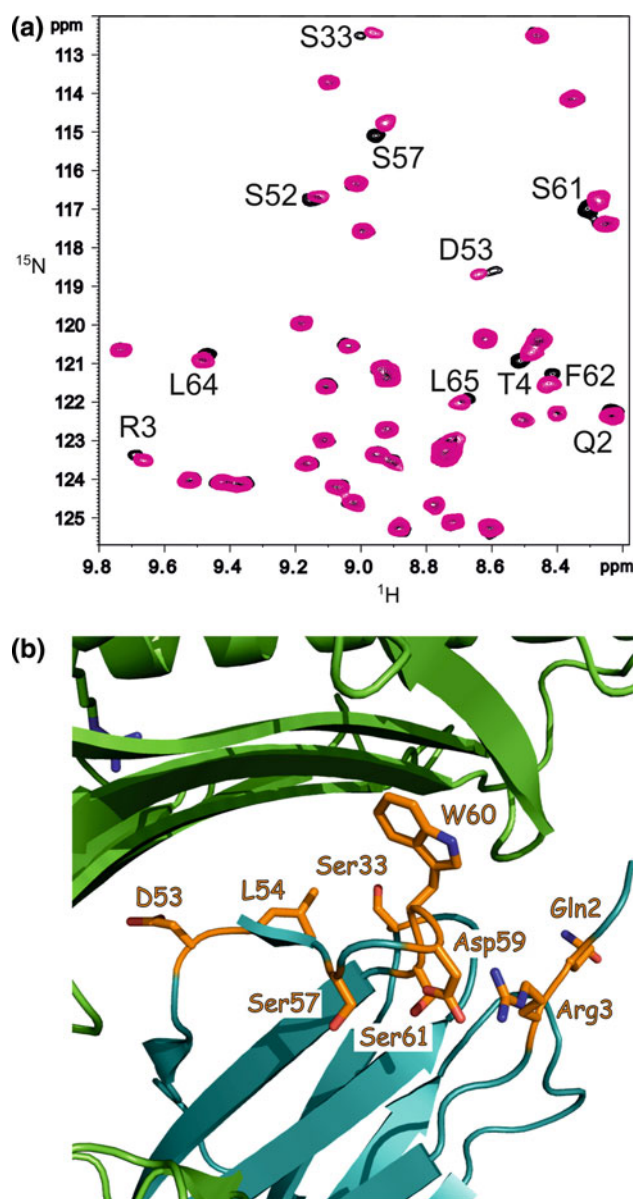 (a)
ppm
113
114
115
116
117
118
119
120
121
122
123
124
125
¹⁵N
S33
S57
S52
S61
D53
L64
L65
T4
F62
R3
Q2
9.8
9.6
9.4
9.2
9.0
8.8
8.6
8.4
ppm
¹H
(b)
W60
D53
L54
Ser33
Gln2
Asp59
Ser57
Ser61
Arg3